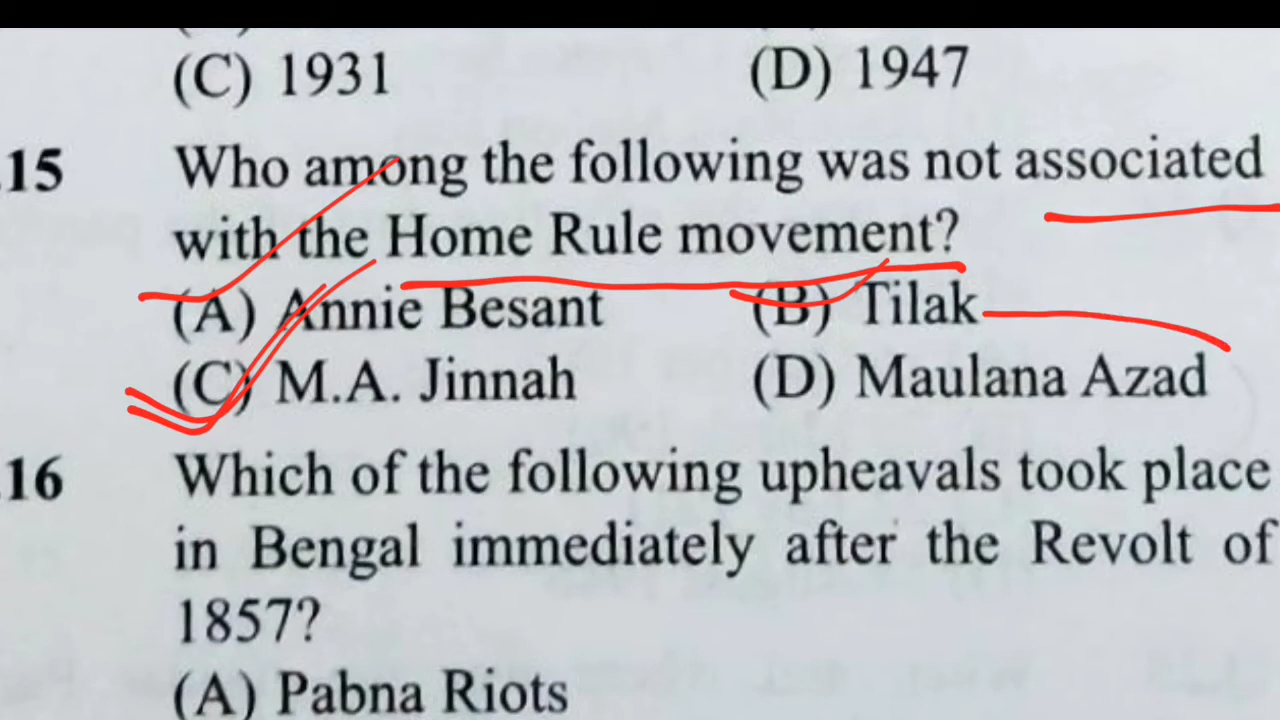 (C) 1931 (D) 1947
.15 Who among the following was not associated
with the Home Rule movement?
(A) Annie Besant (B) Tilak
(C) M.A. Jinnah (D) Maulana Azad
.16 Which of the following upheavals took place
in Bengal immediately after the Revolt of
1857?
(A) Pabna Riots